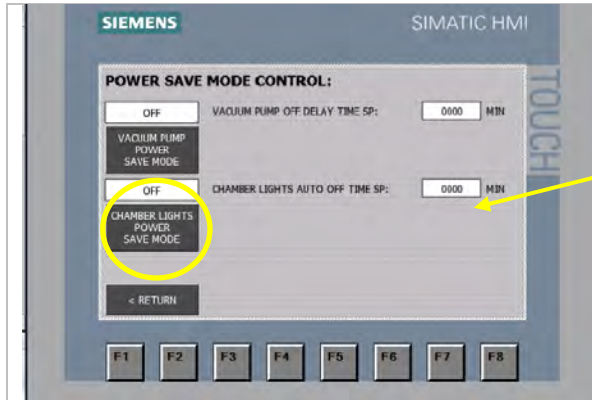 SIEMENS SIMATIC HMI
TOUCH
POWER SAVE MODE CONTROL:
OFF VACUUM PUMP OFF DELAY TIME SP: 0000 MIN
VACUUM PUMP
POWER
SAVE MODE
OFF CHAMBER LIGHTS AUTO OFF TIME SP: 0000 MIN
CHAMBER LIGHTS
POWER
SAVE MODE
< RETURN
F1 F2 F3 F4 F5 F6 F7 F8